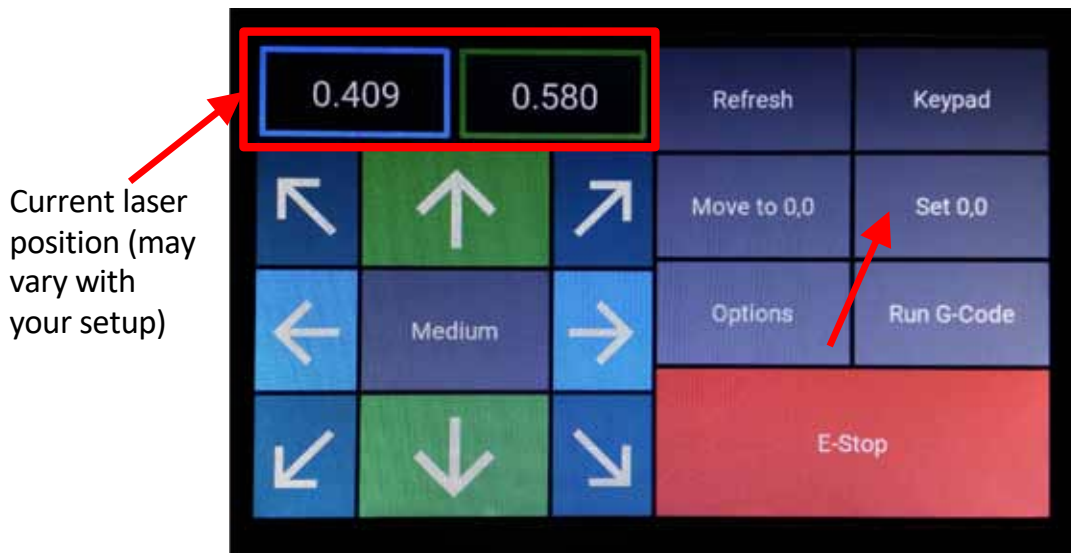 0.409
0.580
Refresh
Keypad
Current laser
position (may
vary with
your setup)
Move to 0,0
Set 0,0
Medium
Options
Run G-Code
E-Stop